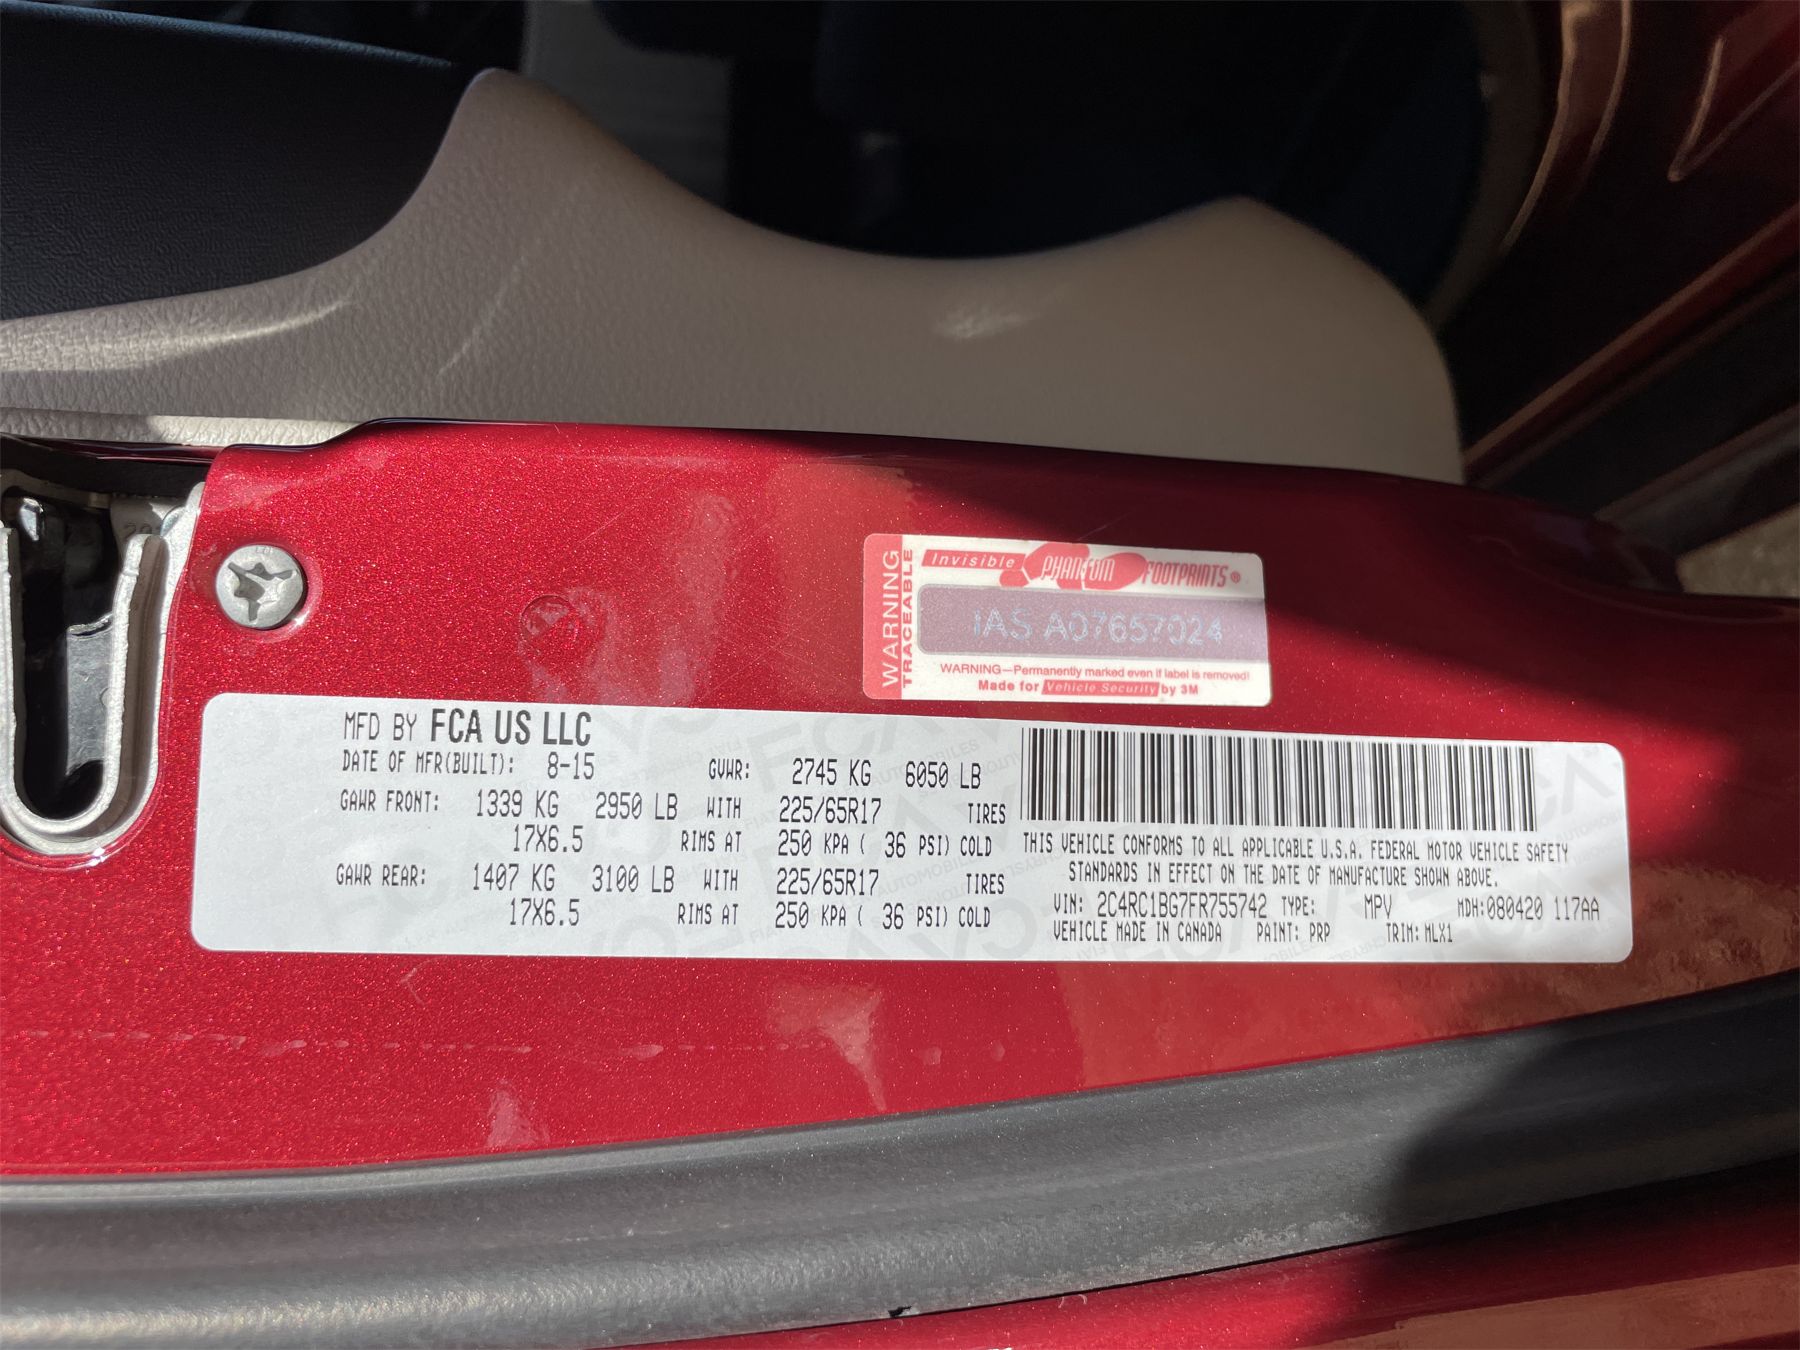 WARNING
TRACEABLE
Invisible PHANTOM FOOTPRINTS®
IAS A07657024
WARNING—Permanently marked even if label is removed!
Made for Vehicle Security by 3M
MFD BY FCA US LLC
DATE OF MFR(BUILT): 8-15 GVWR: 2745 KG 6050 LB
GAWR FRONT: 1339 KG 2950 LB WITH 225/65R17 TIRES
17X6.5 RIMS AT 250 KPA ( 36 PSI) COLD
GAWR REAR: 1407 KG 3100 LB WITH 225/65R17 TIRES
17X6.5 RIMS AT 250 KPA ( 36 PSI) COLD
THIS VEHICLE CONFORMS TO ALL APPLICABLE U.S.A. FEDERAL MOTOR VEHICLE SAFETY
STANDARDS IN EFFECT ON THE DATE OF MANUFACTURE SHOWN ABOVE.
VIN: 2C4RC1BG7FR755742 TYPE: MPV MDH:080420 117AA
VEHICLE MADE IN CANADA PAINT: PRP TRIM: MLX1